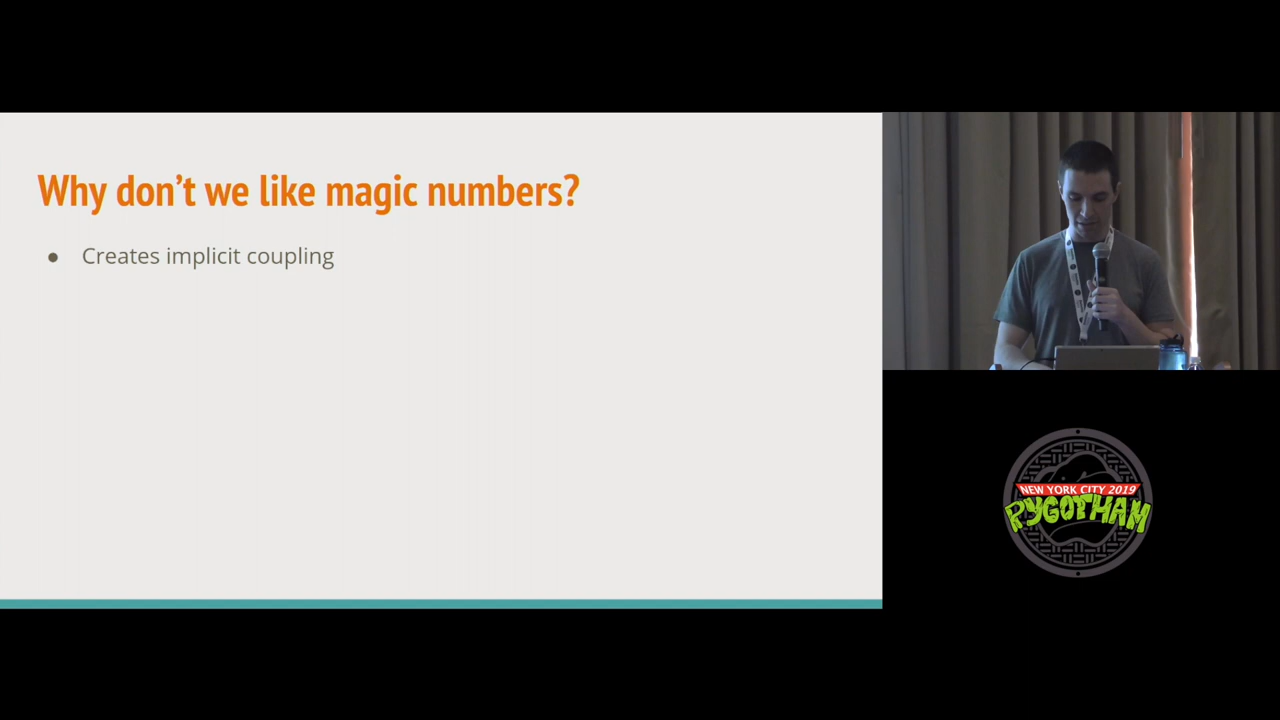 Why don't we like magic numbers?
● Creates implicit coupling
NEW YORK CITY 2019
PYGOTHAM